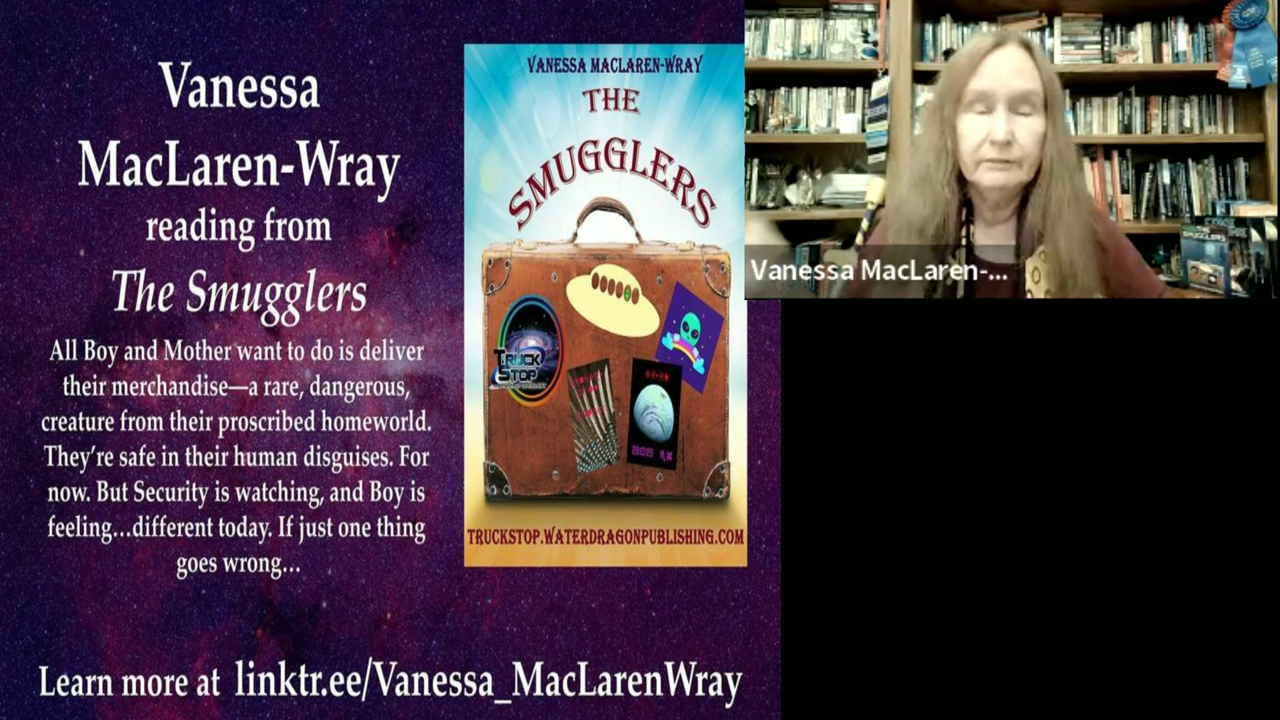 Vanessa
MacLaren-Wray
reading from
The Smugglers
All Boy and Mother want to do is deliver
their merchandise—a rare, dangerous,
creature from their proscribed homeworld.
They're safe in their human disguises. For
now. But Security is watching, and Boy is
feeling...different today. If just one thing
goes wrong...
Learn more at linktr.ee/Vanessa_MacLarenWray
VANESSA MACLAREN-WRAY
THE
SMUGGLERS
TRUCK
STOP
TRUCKSTOP.WATERDRAGONPUBLISHING.COM
Vanessa MacLaren-...